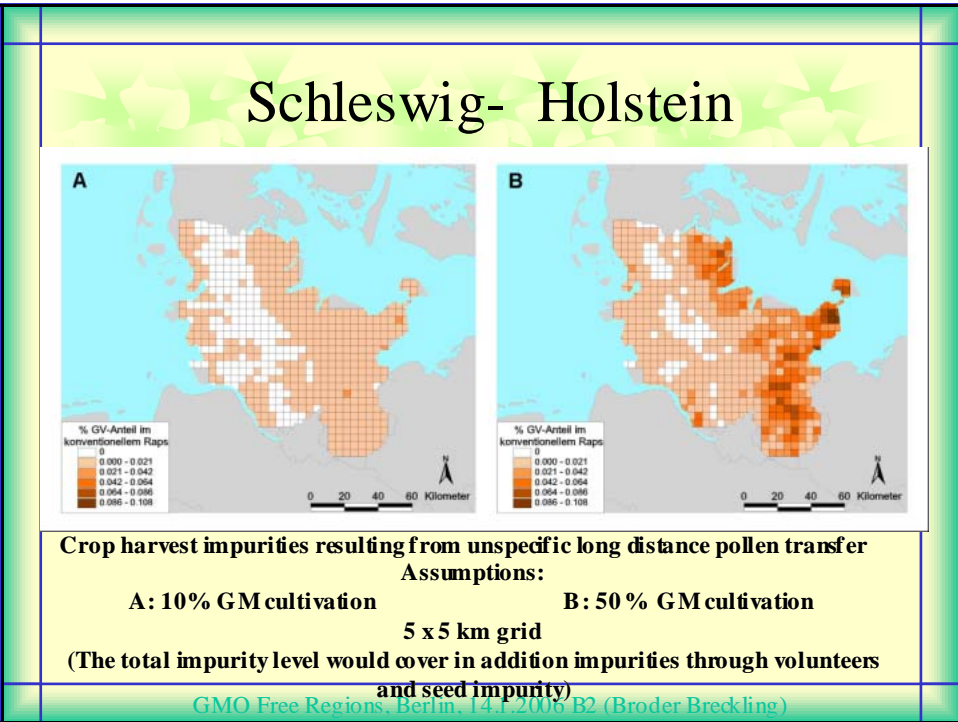 Schleswig- Holstein
A
B
% GV-Anteil im
konventionellem Raps
0
0.000 - 0.021
0.021 - 0.042
0.042 - 0.064
0.064 - 0.086
0.086 - 0.108
N
0 20 40 60 Kilometer
% GV-Anteil im
konventionellem Raps
0
0.000 - 0.021
0.021 - 0.042
0.042 - 0.064
0.064 - 0.086
0.086 - 0.108
N
0 20 40 60 Kilometer
Crop harvest impurities resulting from unspecific long distance pollen transfer
Assumptions:
A: 10% GM cultivation B: 50 % GM cultivation
5 x 5 km grid
(The total impurity level would cover in addition impurities through volunteers
and seed impurity)
GMO Free Regions, Berlin, 14.1.2006 B2 (Broder Breckling)